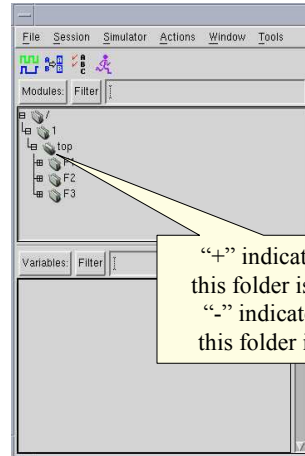 File Session Simulator Actions Window Tools
Modules: Filter
/
1
top
F1
F2
F3
Variables: Filter
“+” indicat
this folder is
“-” indicat
this folder i